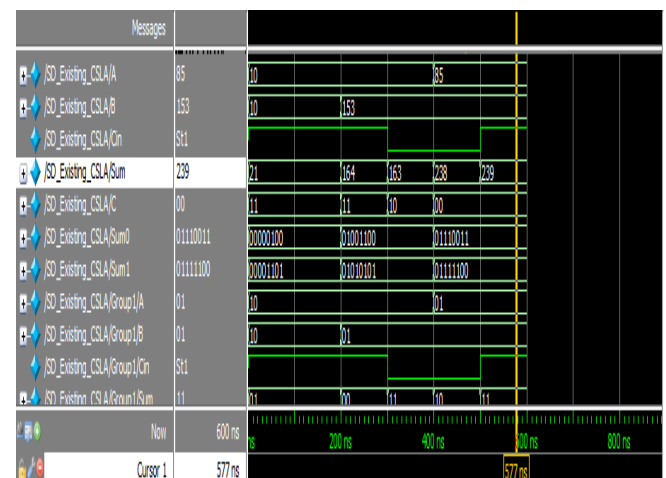 Messages
/SD_Existing_CSLA/A 85 10 85
/SD_Existing_CSLA/B 153 10 153
/SD_Existing_CSLA/Cin St1
/SD_Existing_CSLA/Sum 239 21 164 163 238 239
/SD_Existing_CSLA/C 00 11 11 10 00
/SD_Existing_CSLA/Sum0 01110011 00000100 01001100 01110011
/SD_Existing_CSLA/Sum1 01111100 00001101 01010101 01111100
/SD_Existing_CSLA/Group1/A 01 10 01
/SD_Existing_CSLA/Group1/B 01 10 01
/SD_Existing_CSLA/Group1/Cin St1
/SD_Existing_CSLA/Group1/Sum 11 01 00 11 10 11
Now 600 ns ns 200 ns 400 ns 600 ns 800 ns
Cursor 1 577 ns 577 ns